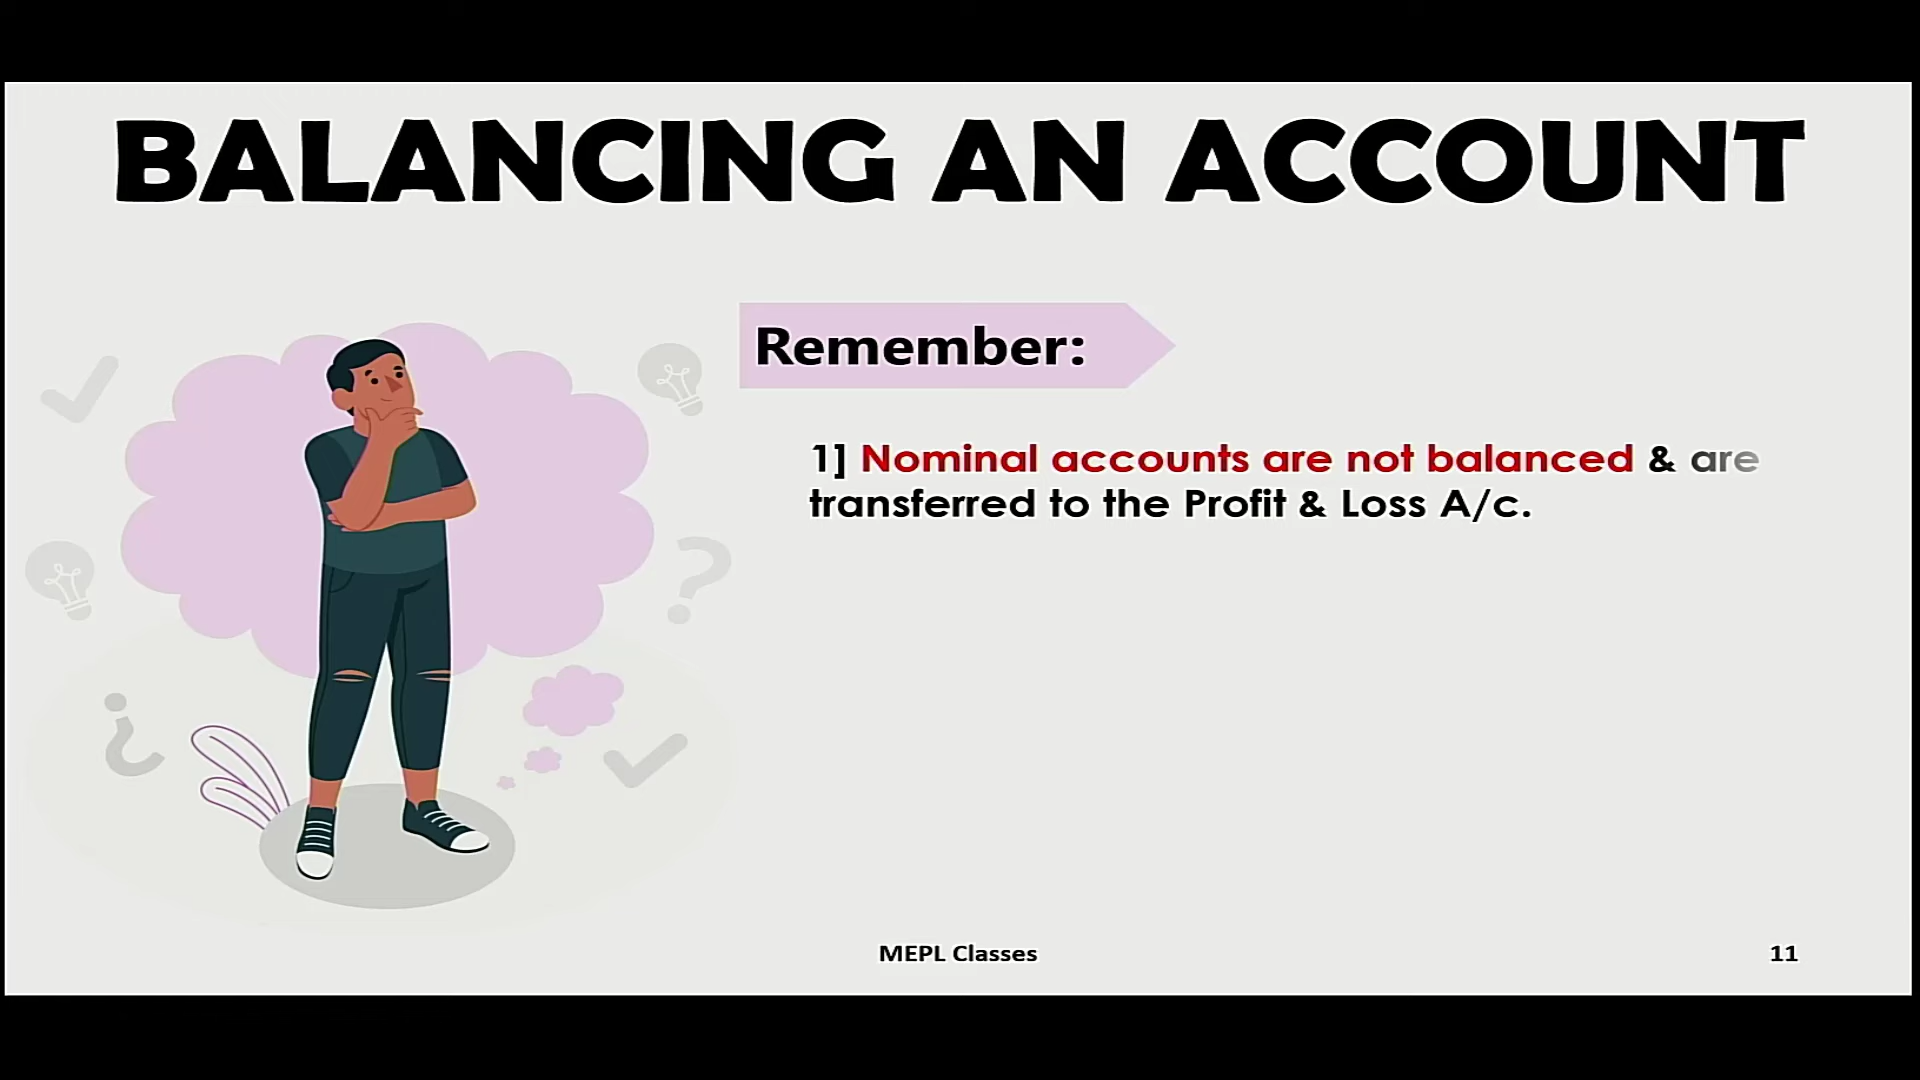 BALANCING AN ACCOUNT
Remember:
1] Nominal accounts are not balanced & are
transferred to the Profit & Loss A/c.
MEPL Classes
11